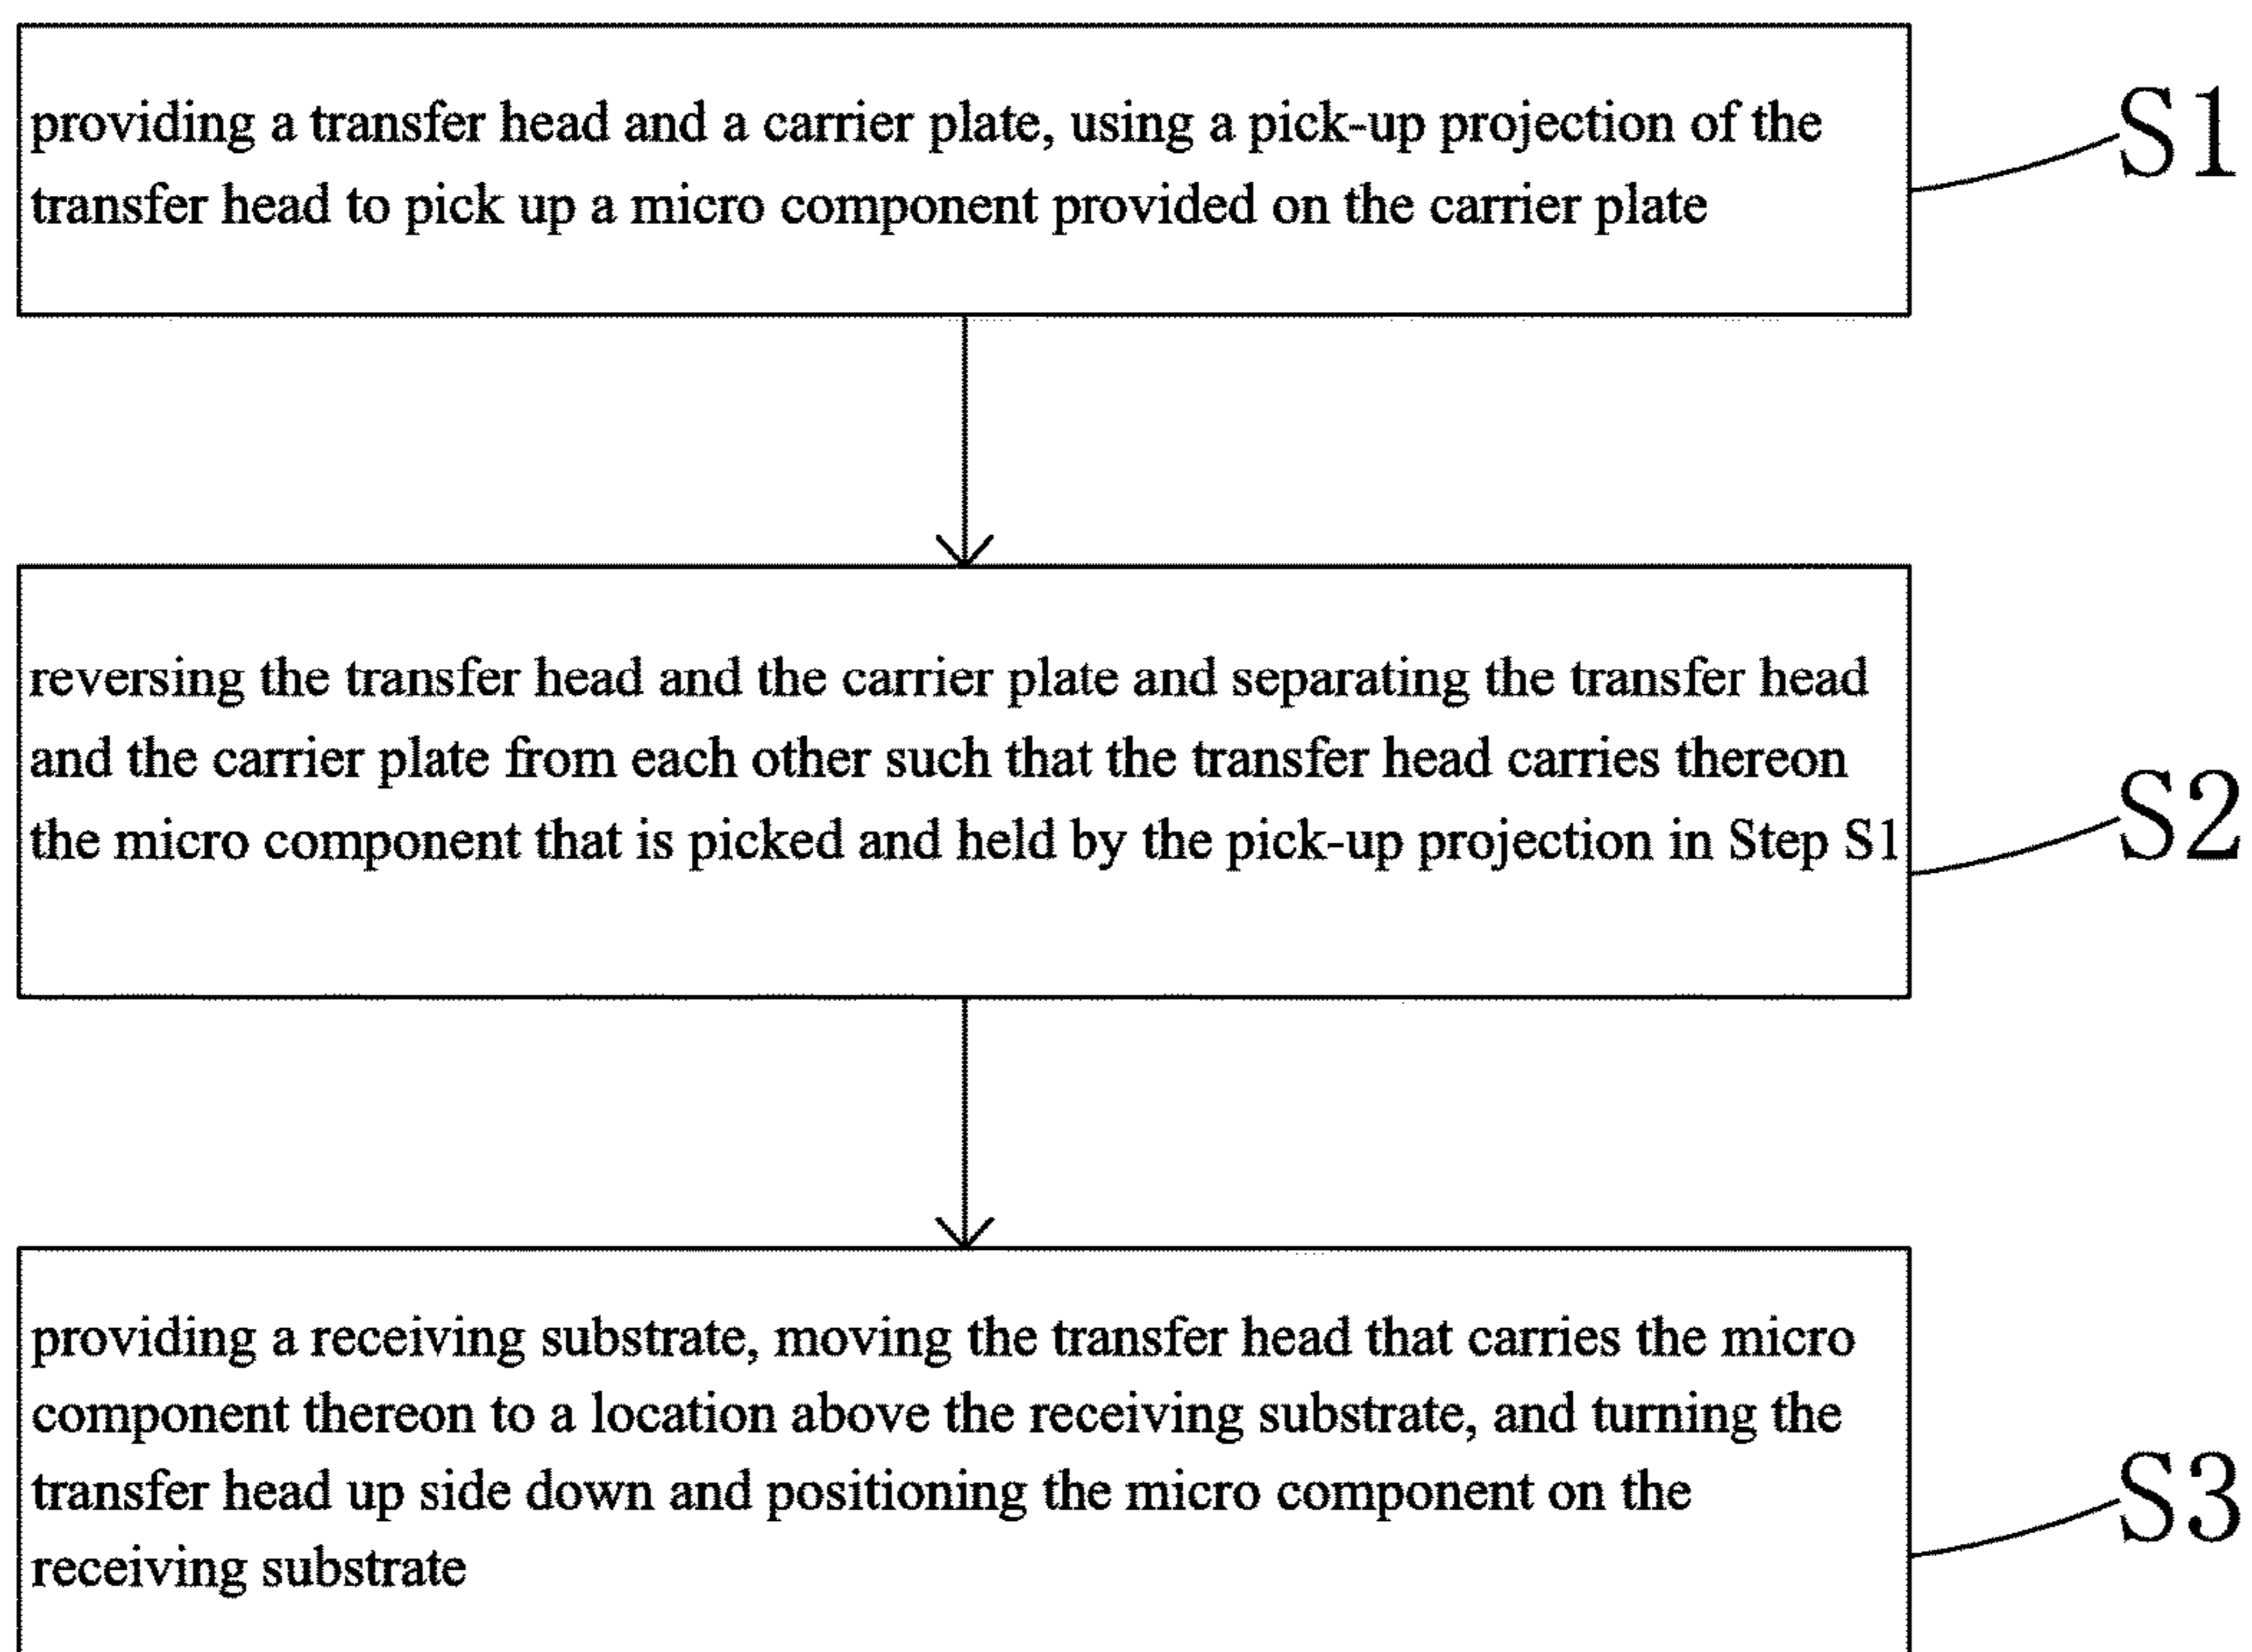 providing a transfer head and a carrier plate, using a pick-up projection of the
transfer head to pick up a micro component provided on the carrier plate
S1
reversing the transfer head and the carrier plate and separating the transfer head
and the carrier plate from each other such that the transfer head carries thereon
the micro component that is picked and held by the pick-up projection in Step S1
S2
providing a receiving substrate, moving the transfer head that carries the micro
component thereon to a location above the receiving substrate, and turning the
transfer head up side down and positioning the micro component on the
receiving substrate
S3